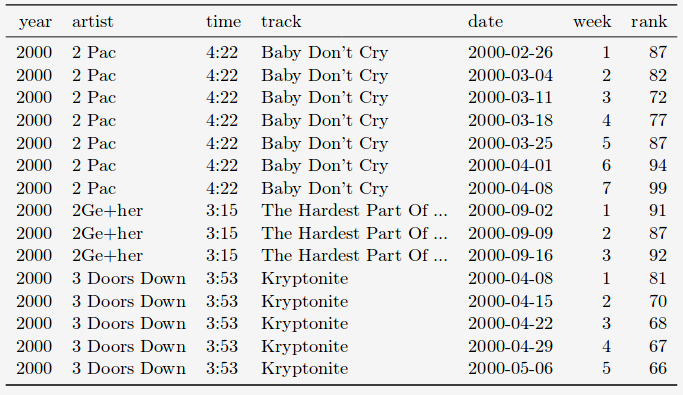 year artist time track date week rank
2000 2 Pac 4:22 Baby Don't Cry 2000-02-26 1 87
2000 2 Pac 4:22 Baby Don't Cry 2000-03-04 2 82
2000 2 Pac 4:22 Baby Don't Cry 2000-03-11 3 72
2000 2 Pac 4:22 Baby Don't Cry 2000-03-18 4 77
2000 2 Pac 4:22 Baby Don't Cry 2000-03-25 5 87
2000 2 Pac 4:22 Baby Don't Cry 2000-04-01 6 94
2000 2 Pac 4:22 Baby Don't Cry 2000-04-08 7 99
2000 2Ge+her 3:15 The Hardest Part Of ... 2000-09-02 1 91
2000 2Ge+her 3:15 The Hardest Part Of ... 2000-09-09 2 87
2000 2Ge+her 3:15 The Hardest Part Of ... 2000-09-16 3 92
2000 3 Doors Down 3:53 Kryptonite 2000-04-08 1 81
2000 3 Doors Down 3:53 Kryptonite 2000-04-15 2 70
2000 3 Doors Down 3:53 Kryptonite 2000-04-22 3 68
2000 3 Doors Down 3:53 Kryptonite 2000-04-29 4 67
2000 3 Doors Down 3:53 Kryptonite 2000-05-06 5 66